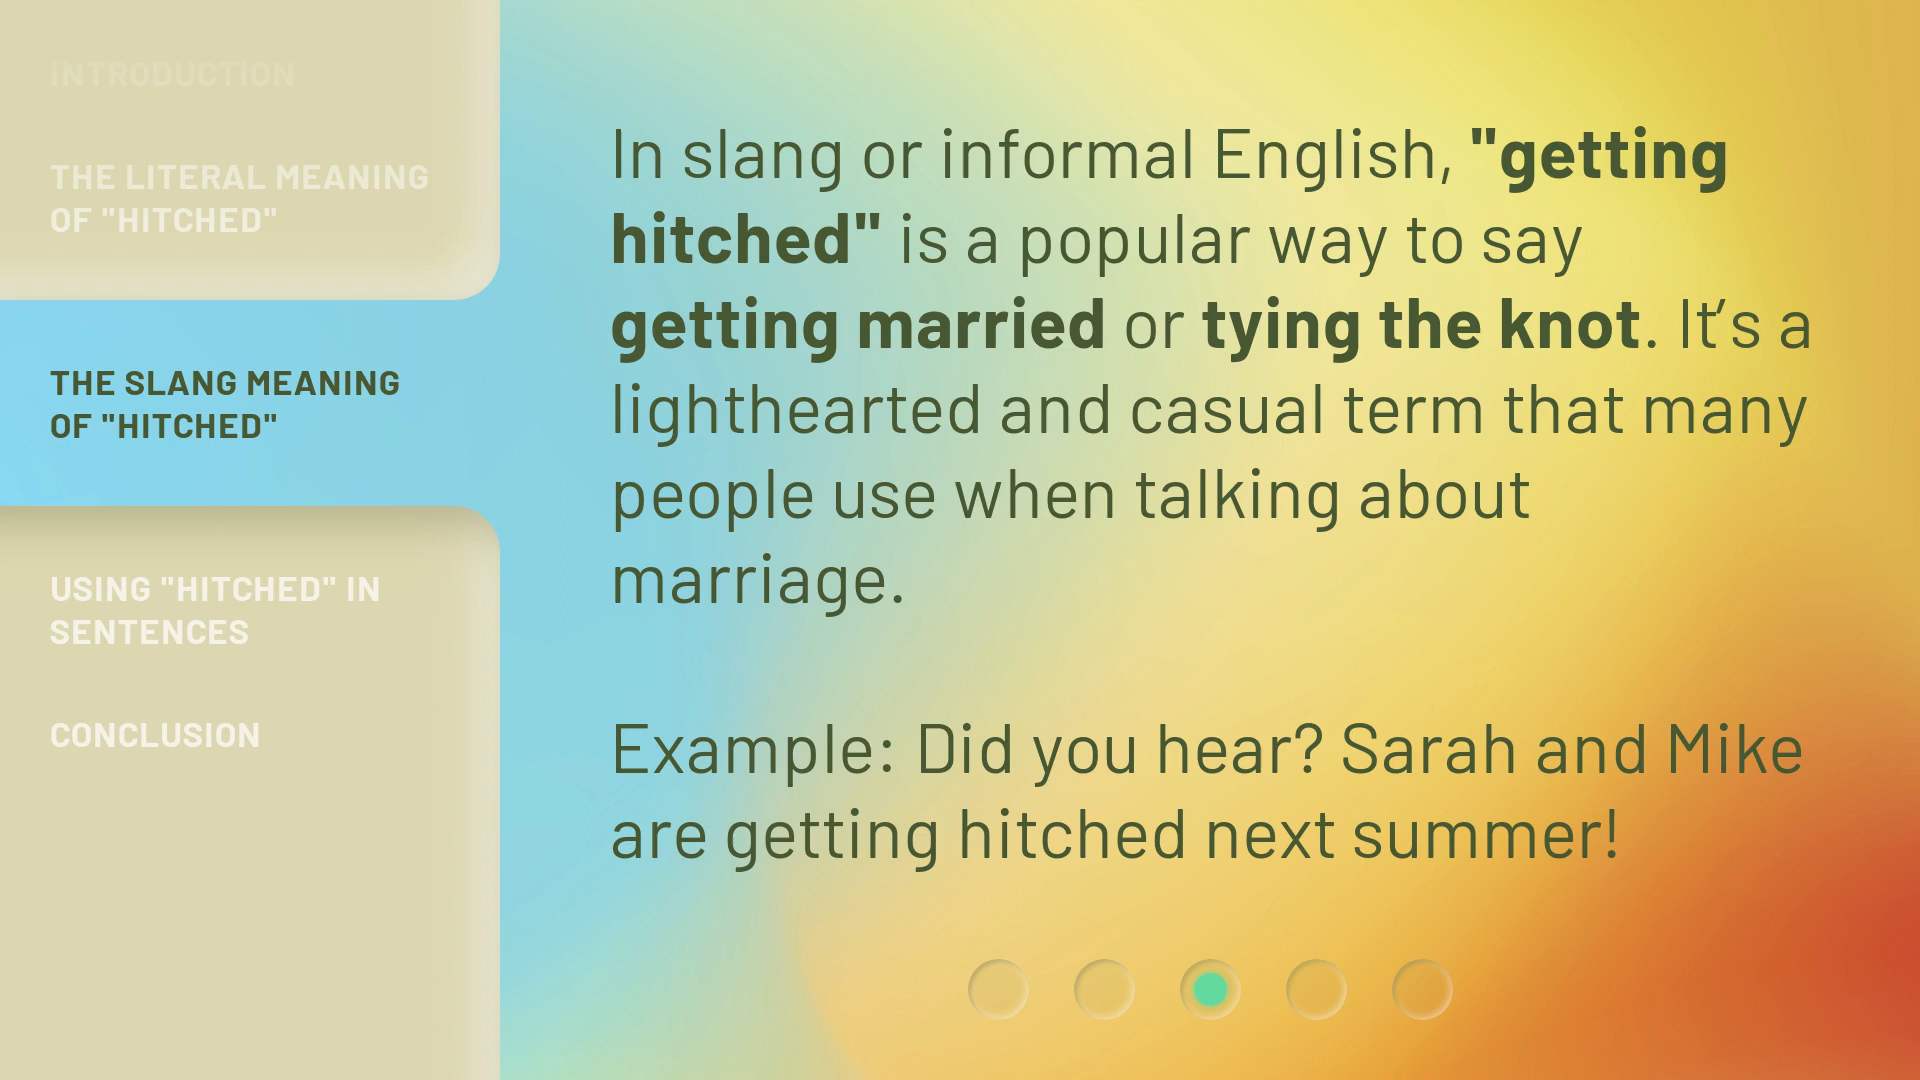 INTRODUCTION
THE LITERAL MEANING
OF "HITCHED"
THE SLANG MEANING
OF "HITCHED"
USING "HITCHED" IN
SENTENCES
CONCLUSION
In slang or informal English, "getting
hitched" is a popular way to say
getting married or tying the knot. It’s a
lighthearted and casual term that many
people use when talking about
marriage.
Example: Did you hear? Sarah and Mike
are getting hitched next summer!